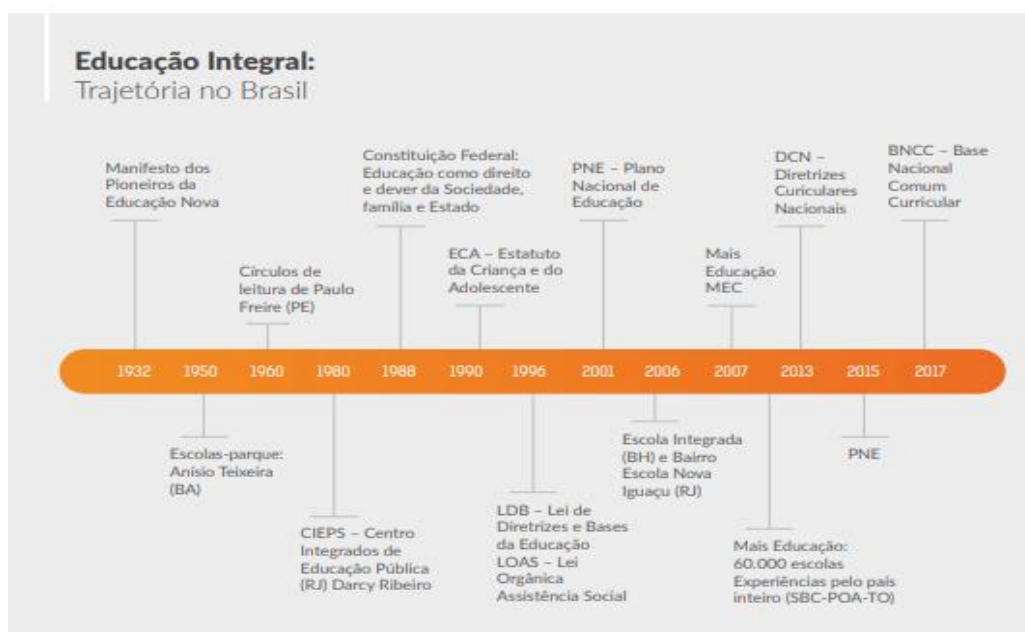 Educação Integral:
Trajetória no Brasil
Manifesto dos
Pioneiros da
Educação Nova
Círculos de
leitura de Paulo
Freire (PE)
Constituição Federal:
Educação como direito
e dever da Sociedade,
família e Estado
ECA – Estatuto
da Criança e do
Adolescente
PNE – Plano
Nacional de
Educação
Mais
Educação
MEC
DCN –
Diretrizes
Curiculares
Nacionais
BNCC – Base
Nacional
Comum
Curricular
1932 1950 1960 1980 1988 1990 1996 2001 2006 2007 2013 2015 2017
Escolas-parque:
Anísio Teixeira
(BA)
CIEPS – Centro
Integrados de
Educação Pública
(RJ) Darcy Ribeiro
LDB – Lei de
Diretrizes e Bases
da Educação
LOAS – Lei
Orgânica
Assistência Social
Escola Integrada
(BH) e Bairro
Escola Nova
Iguaçu (RJ)
Mais Educação:
60.000 escolas
Experiências pelo país
inteiro (SBC-POA-TO)
PNE